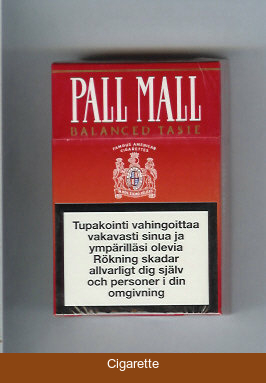 PALL MALL
BALANCED TASTE
FAMOUS AMERICAN
CIGARETTES
Tupakointi vahingoittaa
vakavasti sinua ja
ympärilläsi olevia
Rökning skadar
allvarligt dig själv
och personer i din
omgivning
Cigarette